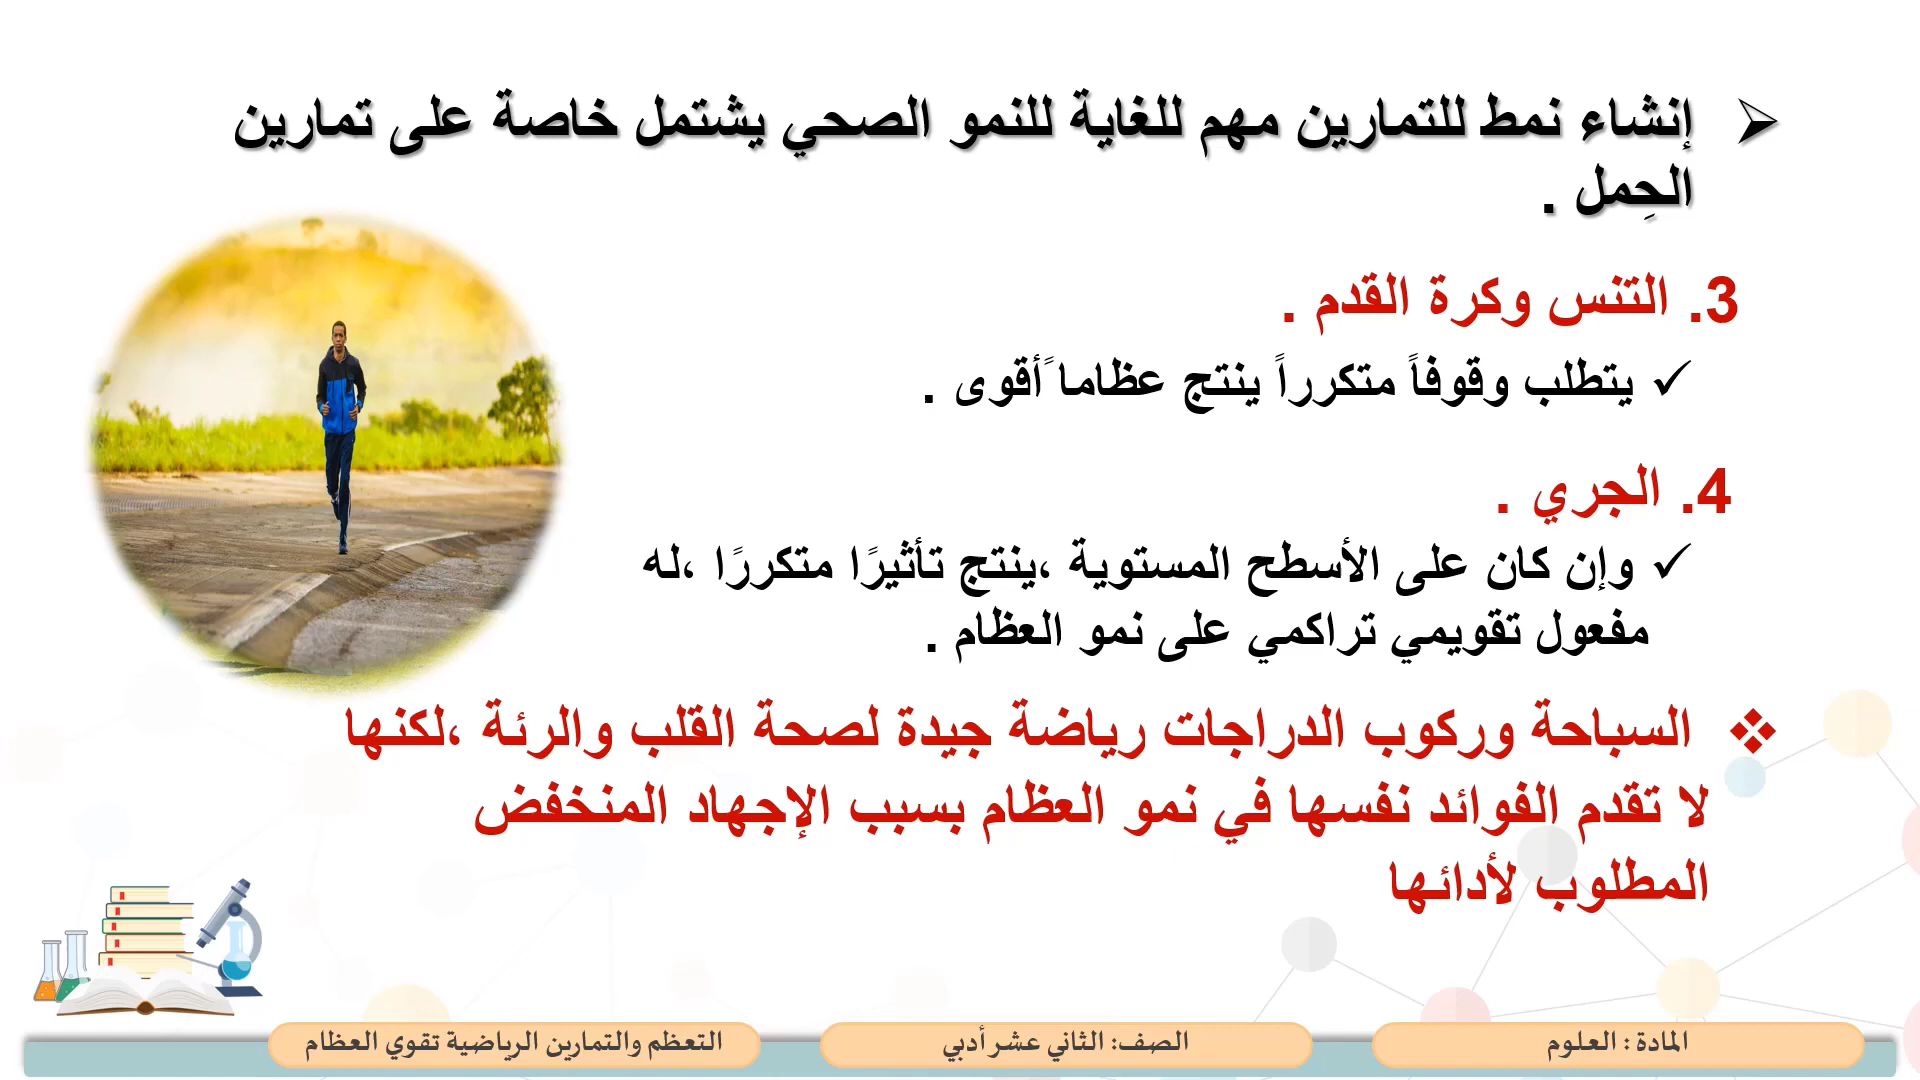 إنشاء نمط للتمارين مهم للغاية للنمو الصحي يشتمل خاصة على تمارين
الحِمل .
3. التنس وكرة القدم .
يتطلب وقوفاً متكرراً ينتج عظاما ًأقوى .
4. الجري .
وإن كان على الأسطح المستوية ،ينتج تأثيرًا متكررًا ،له
مفعول تقويمي تراكمي على نمو العظام .
السباحة وركوب الدراجات رياضة جيدة لصحة القلب والرئة ،لكنها
لا تقدم الفوائد نفسها في نمو العظام بسبب الإجهاد المنخفض
المطلوب لأدائها
المادة : العلوم
الصف: الثاني عشر أدبي
التعظم والتمارين الرياضية تقوي العظام